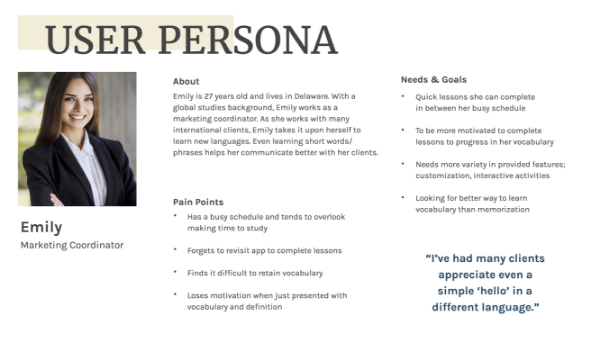 USER PERSONA
Emily
Marketing Coordinator
About
Emily is 27 years old and lives in Delaware. With a
global studies background, Emily works as a
marketing coordinator. As she works with many
international clients, Emily takes it upon herself to
learn new languages. Even learning short words/
phrases helps her communicate better with her clients.
Pain Points
• Has a busy schedule and tends to overlook
making time to study
• Forgets to revisit app to complete lessons
• Finds it difficult to retain vocabulary
• Loses motivation when just presented with
vocabulary and definition
Needs & Goals
• Quick lessons she can complete
in between her busy schedule
• To be more motivated to complete
lessons to progress in her vocabulary
• Needs more variety in provided features;
customization, interactive activities
• Looking for better way to learn
vocabulary than memorization
“I’ve had many clients
appreciate even a
simple ‘hello’ in a
different language.”